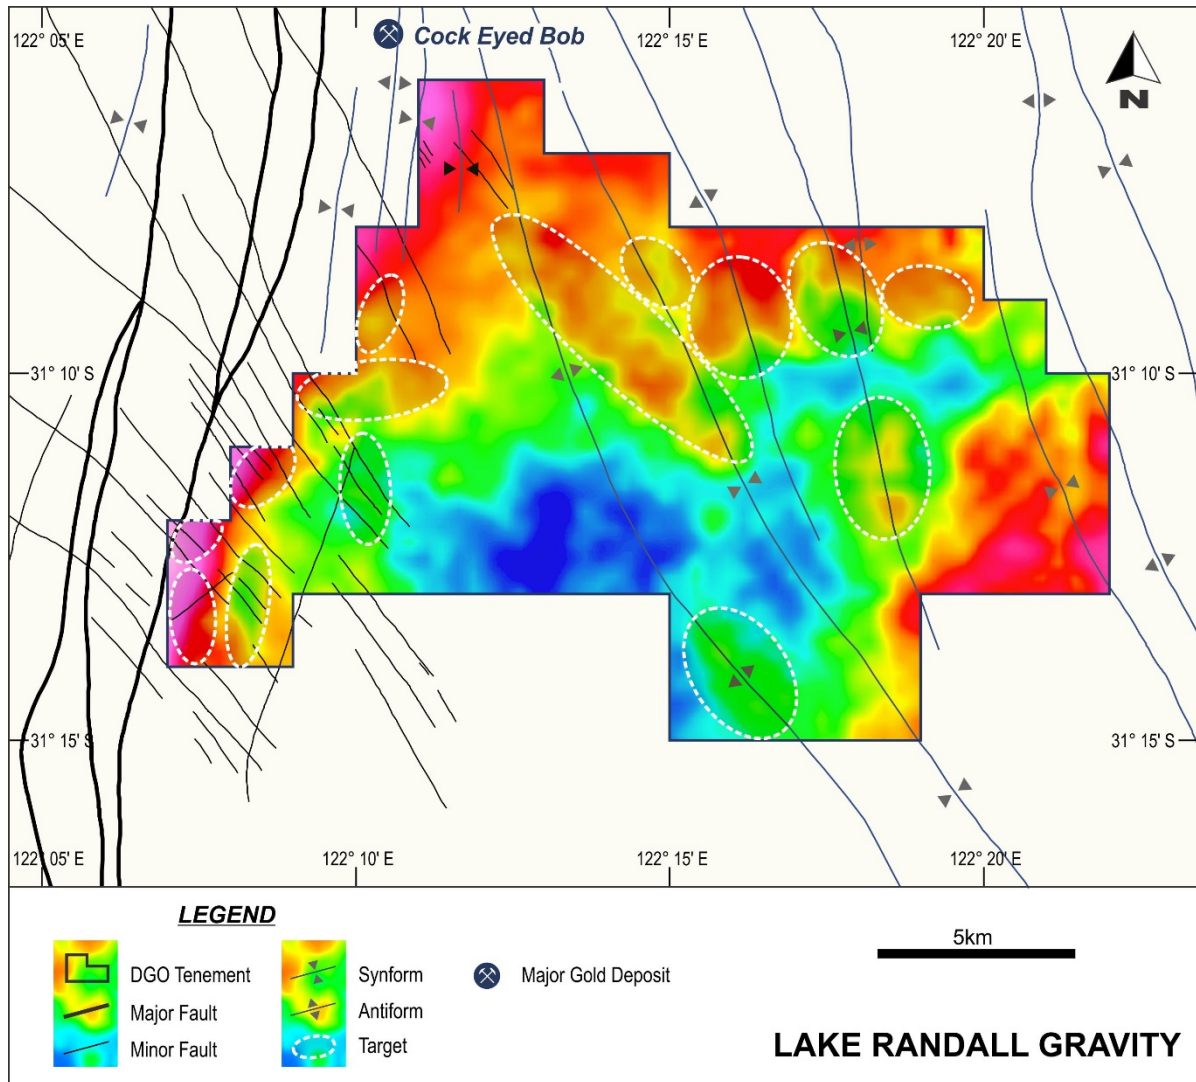 122° 05' E
Cock Eyed Bob
122° 15' E
122° 20' E
N
31° 10' S
31° 10' S
31° 15' S
31° 15' S
122° 05' E
122° 10' E
122° 15' E
122° 20' E
LEGEND
DGO Tenement
Major Fault
Minor Fault
Synform
Antiform
Target
Major Gold Deposit
5km
LAKE RANDALL GRAVITY